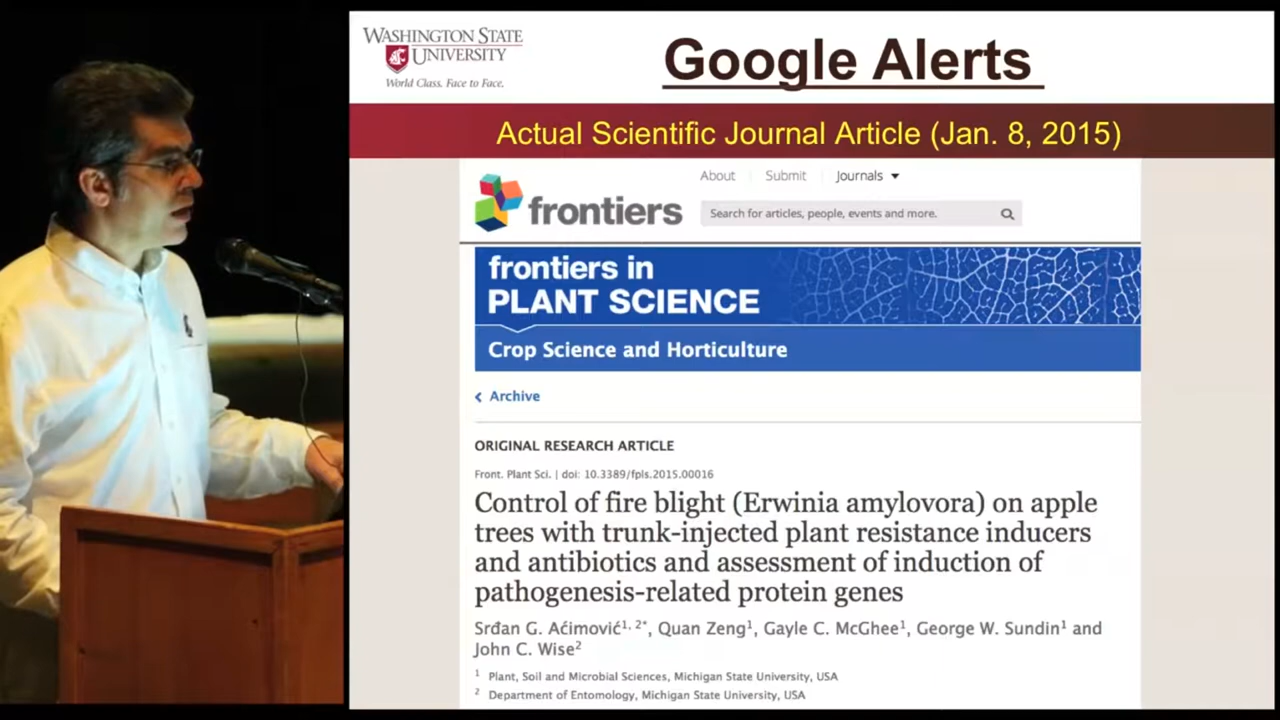 WASHINGTON STATE
UNIVERSITY
World Class. Face to Face.
Google Alerts
Actual Scientific Journal Article (Jan. 8, 2015)
frontiers
About
Submit
Journals
Search for articles, people, events and more.
frontiers in
PLANT SCIENCE
Crop Science and Horticulture
Archive
ORIGINAL RESEARCH ARTICLE
Front. Plant Sci. | doi: 10.3389/fpls.2015.00016
Control of fire blight (Erwinia amylovora) on apple
trees with trunk-injected plant resistance inducers
and antibiotics and assessment of induction of
pathogenesis-related protein genes
Srđan G. Aćimović1, 2*, Quan Zeng1, Gayle C. McGhee1, George W. Sundin1 and
John C. Wise2
1 Plant, Soil and Microbial Sciences, Michigan State University, USA
2 Department of Entomology, Michigan State University, USA